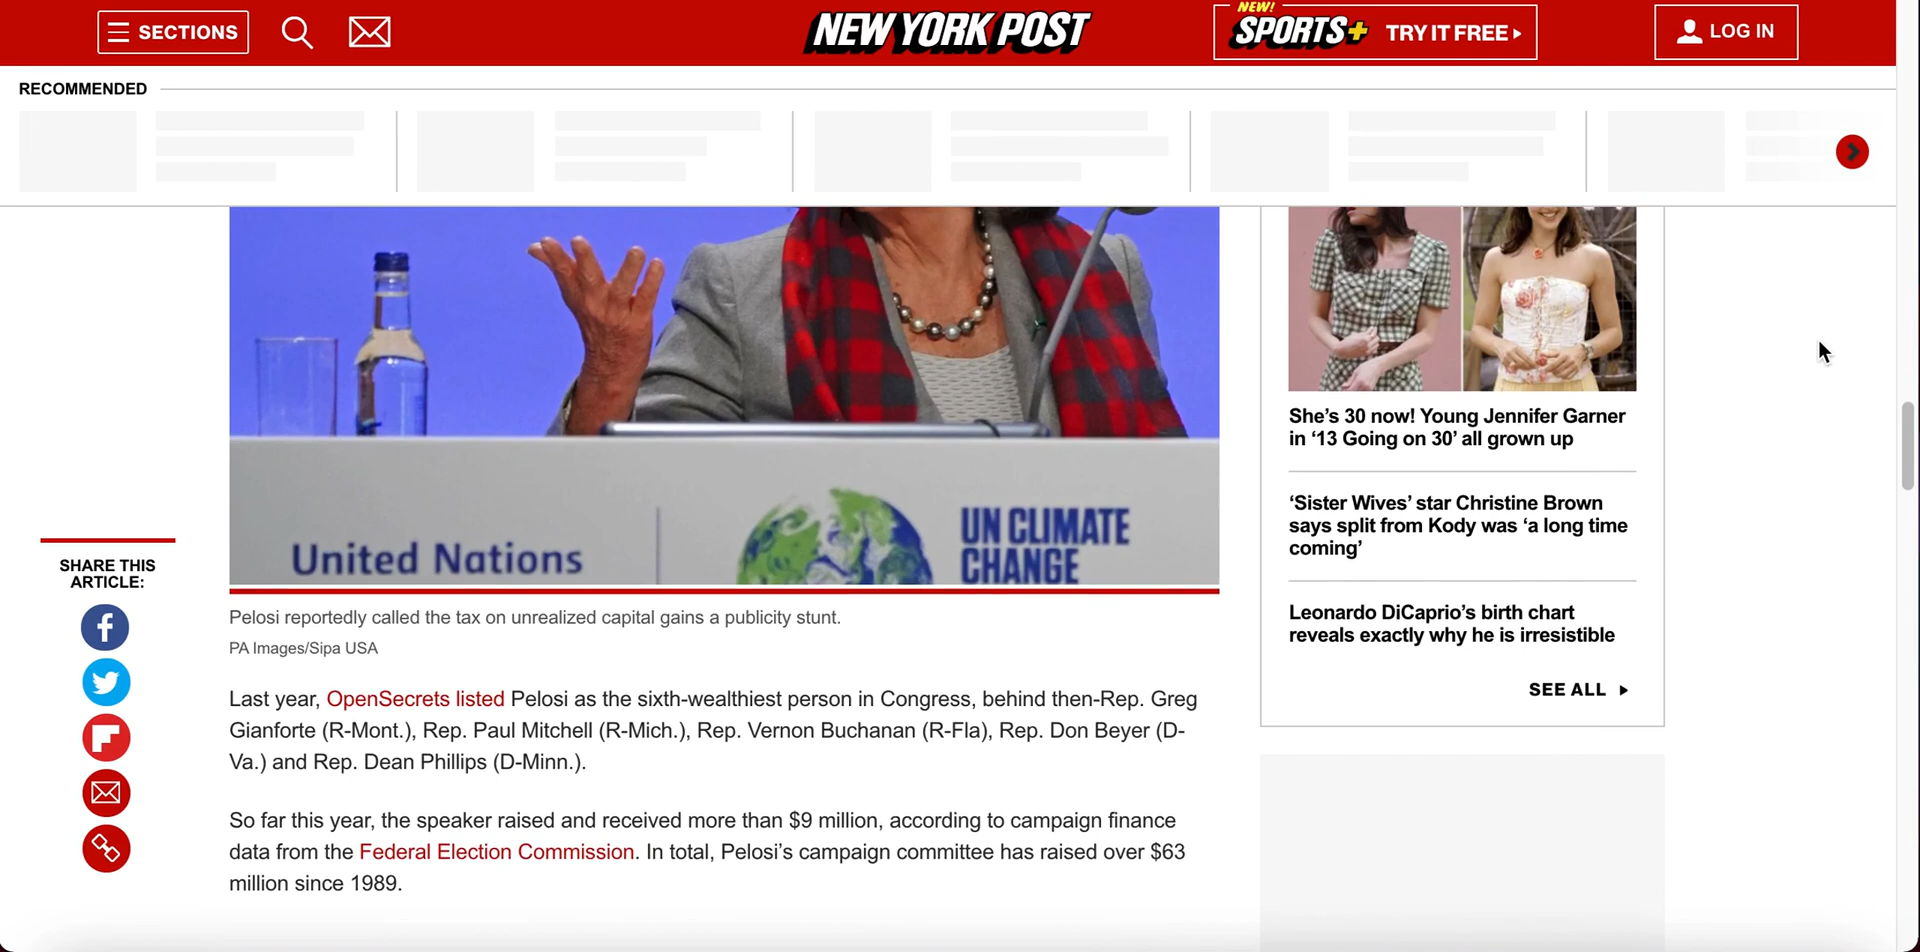 SECTIONS
NEW YORK POST
NEW!
SPORTS+ TRY IT FREE
LOG IN
RECOMMENDED
United Nations
UN CLIMATE
CHANGE
SHARE THIS
ARTICLE:
Pelosi reportedly called the tax on unrealized capital gains a publicity stunt.
PA Images/Sipa USA
Last year, OpenSecrets listed Pelosi as the sixth-wealthiest person in Congress, behind then-Rep. Greg
Gianforte (R-Mont.), Rep. Paul Mitchell (R-Mich.), Rep. Vernon Buchanan (R-Fla), Rep. Don Beyer (D-
Va.) and Rep. Dean Phillips (D-Minn.).
So far this year, the speaker raised and received more than $9 million, according to campaign finance
data from the Federal Election Commission. In total, Pelosi’s campaign committee has raised over $63
million since 1989.
She’s 30 now! Young Jennifer Garner
in ‘13 Going on 30’ all grown up
‘Sister Wives’ star Christine Brown
says split from Kody was ‘a long time
coming’
Leonardo DiCaprio’s birth chart
reveals exactly why he is irresistible
SEE ALL